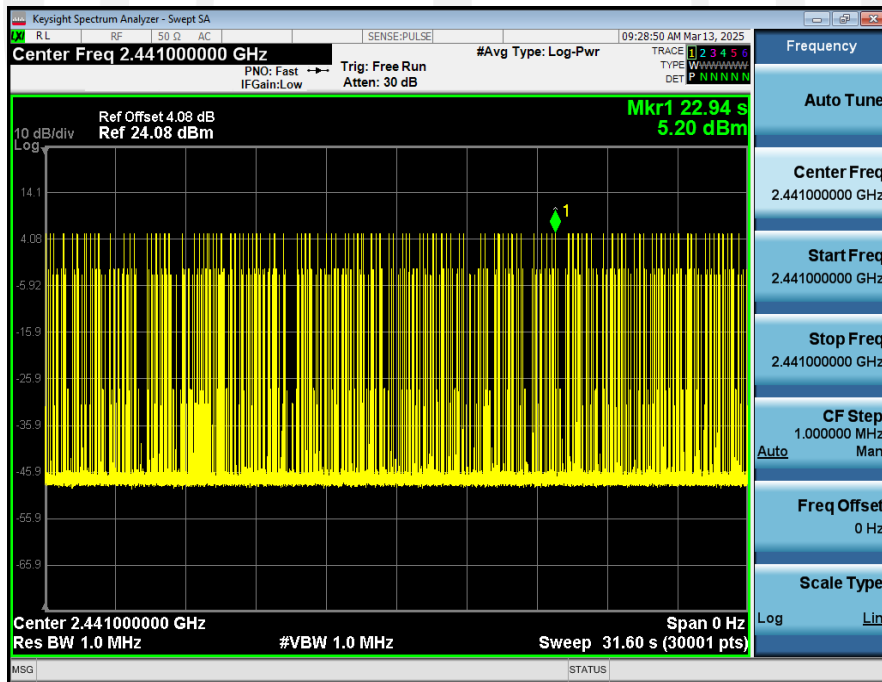 Keysight Spectrum Analyzer - Swept SA
LXI RL RF 50 Ω AC SENSE:PULSE 09:28:50 AM Mar 13, 2025
Center Freq 2.441000000 GHz
PNO: Fast
IFGain:Low
Trig: Free Run
Atten: 30 dB
#Avg Type: Log-Pwr
TRACE 1 2 3 4 5 6
TYPE WWWWWW
DET P N N N N N
Mkr1 22.94 s
5.20 dBm
Ref Offset 4.08 dB
10 dB/div Ref 24.08 dBm
Log
1
14.1
4.08
-5.92
-15.9
-25.9
-35.9
-45.9
-55.9
-65.9
Center 2.441000000 GHz Span 0 Hz
Res BW 1.0 MHz #VBW 1.0 MHz Sweep 31.60 s (30001 pts)
MSG STATUS
Frequency
Auto Tune
Center Freq
2.441000000 GHz
Start Freq
2.441000000 GHz
Stop Freq
2.441000000 GHz
CF Step
1.000000 MHz
Auto Man
Freq Offset
0 Hz
Scale Type
Log Lin